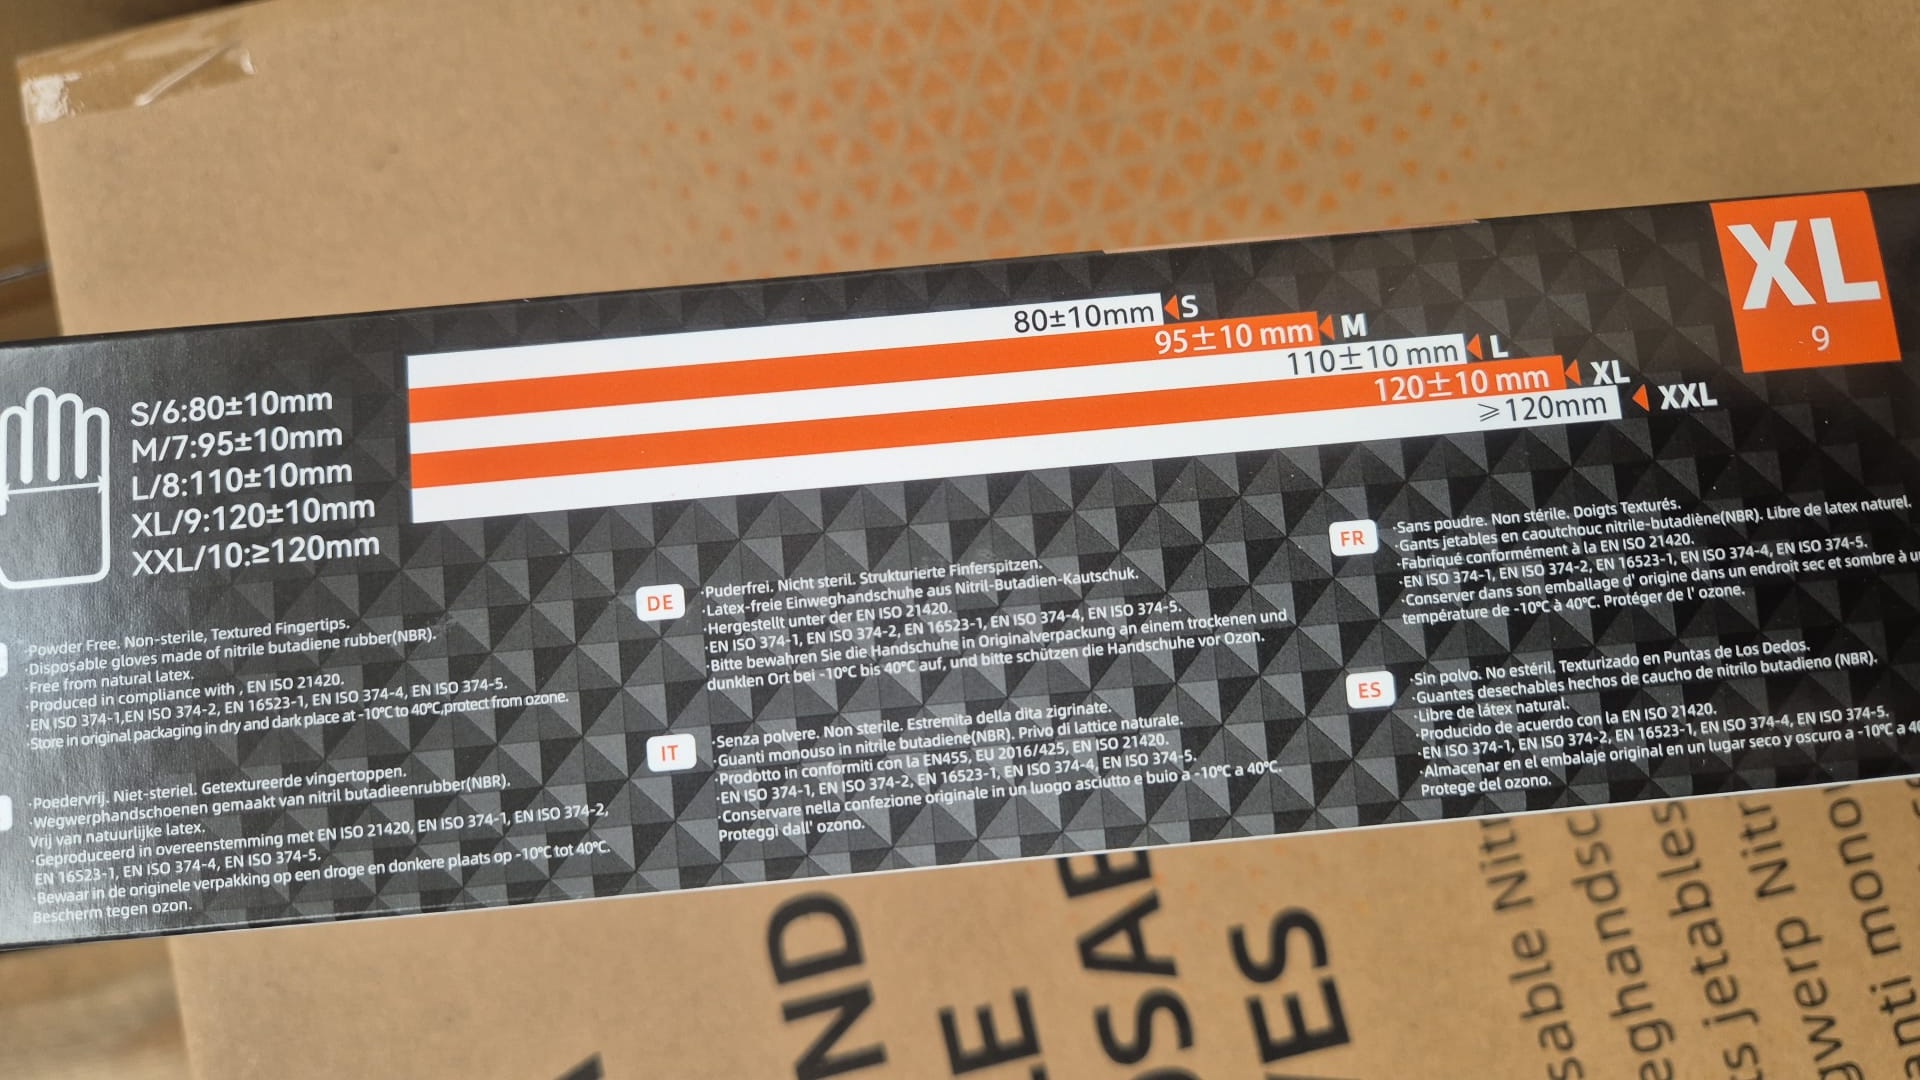 XL
9
80±10mm S
95±10 mm M
110±10 mm L
120±10 mm XL
≥120mm XXL
S/6:80±10mm
M/7:95±10mm
L/8:110±10mm
XL/9:120±10mm
XXL/10:≥120mm
·Powder Free. Non-sterile, Textured Fingertips.
·Disposable gloves made of nitrile butadiene rubber(NBR).
·Free from natural latex.
·Produced in compliance with , EN ISO 21420.
·EN ISO 374-1,EN ISO 374-2, EN 16523-1, EN ISO 374-4, EN ISO 374-5.
·Store in original packaging in dry and dark place at -10℃ to 40℃,protect from ozone.
·Poedervrij. Niet-steriel. Getextureerde vingertoppen.
·Wegwerphandschoenen gemaakt van nitril butadieenrubber(NBR).
Vrij van natuurlijke latex.
·Geproduceerd in overeenstemming met EN ISO 21420, EN ISO 374-1, EN ISO 374-2,
EN 16523-1, EN ISO 374-4, EN ISO 374-5.
·Bewaar in de originele verpakking op een droge en donkere plaats op -10℃ tot 40℃.
Bescherm tegen ozon.
DE
·Puderfrei. Nicht steril. Strukturierte Finferspitzen.
·Latex-freie Einweghandschuhe aus Nitril-Butadien-Kautschuk.
·Hergestellt unter der EN ISO 21420.
·EN ISO 374-1, EN ISO 374-2, EN 16523-1, EN ISO 374-4, EN ISO 374-5.
·Bitte bewahren Sie die Handschuhe in Originalverpackung an einem trockenen und
dunklen Ort bei -10℃ bis 40℃ auf, und bitte schützen die Handschuhe vor Ozon.
IT
·Senza polvere. Non sterile. Estremita della dita zigrinate.
·Guanti monouso in nitrile butadiene(NBR). Privo di lattice naturale.
·Prodotto in conformiti con la EN455, EU 2016/425, EN ISO 21420.
·EN ISO 374-1, EN ISO 374-2, EN 16523-1, EN ISO 374-4, EN ISO 374-5.
·Conservare nella confezione originale in un luogo asciutto e buio a -10℃ a 40℃.
Proteggi dall' ozono.
FR
·Sans poudre. Non stérile. Doigts Texturés.
·Gants jetables en caoutchouc nitrile-butadiène(NBR). Libre de latex naturel.
·Fabriqué conformément à la EN ISO 21420.
·EN ISO 374-1, EN ISO 374-2, EN 16523-1, EN ISO 374-4, EN ISO 374-5.
·Conserver dans son emballage d' origine dans un endroit sec et sombre à
température de -10℃ à 40℃. Protéger de l' ozone.
ES
·Sin polvo. No estéril. Texturizado en Puntas de Los Dedos.
·Guantes desechables hechos de caucho de nitrilo butadieno (NBR).
·Libre de látex natural.
·Producido de acuerdo con la EN ISO 21420.
·EN ISO 374-1, EN ISO 374-2, EN 16523-1, EN ISO 374-4, EN ISO 374-5.
·Almacenar en el embalaje original en un lugar seco y oscuro a -10℃ a
Protege del ozono.